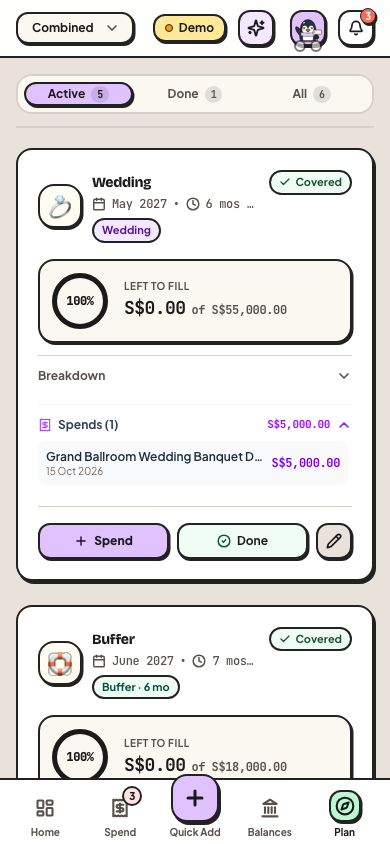 Combined
Demo
3
Active 5
Done 1
All 6
Wedding
Covered
May 2027 • 6 mos …
Wedding
100%
LEFT TO FILL
S$0.00 of S$55,000.00
Breakdown
Spends (1)
S$5,000.00
Grand Ballroom Wedding Banquet D…
S$5,000.00
15 Oct 2026
Spend
Done
Buffer
Covered
June 2027 • 7 mos…
Buffer · 6 mo
100%
LEFT TO FILL
S$0.00 of S$18,000.00
3
Home
Spend
Quick Add
Balances
Plan